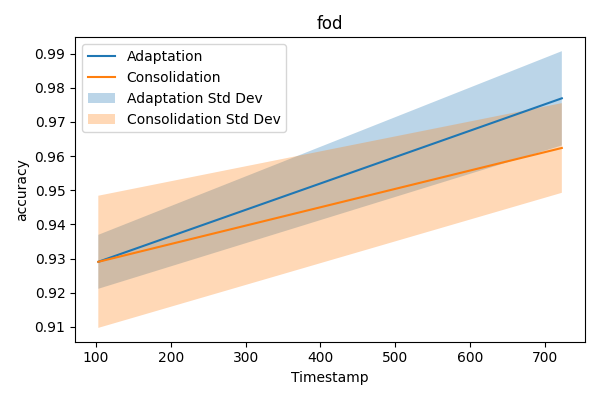 fod
Adaptation
Consolidation
Adaptation Std Dev
Consolidation Std Dev
0.99
0.98
0.97
0.96
0.95
0.94
0.93
0.92
0.91
accuracy
100 200 300 400 500 600 700
Timestamp